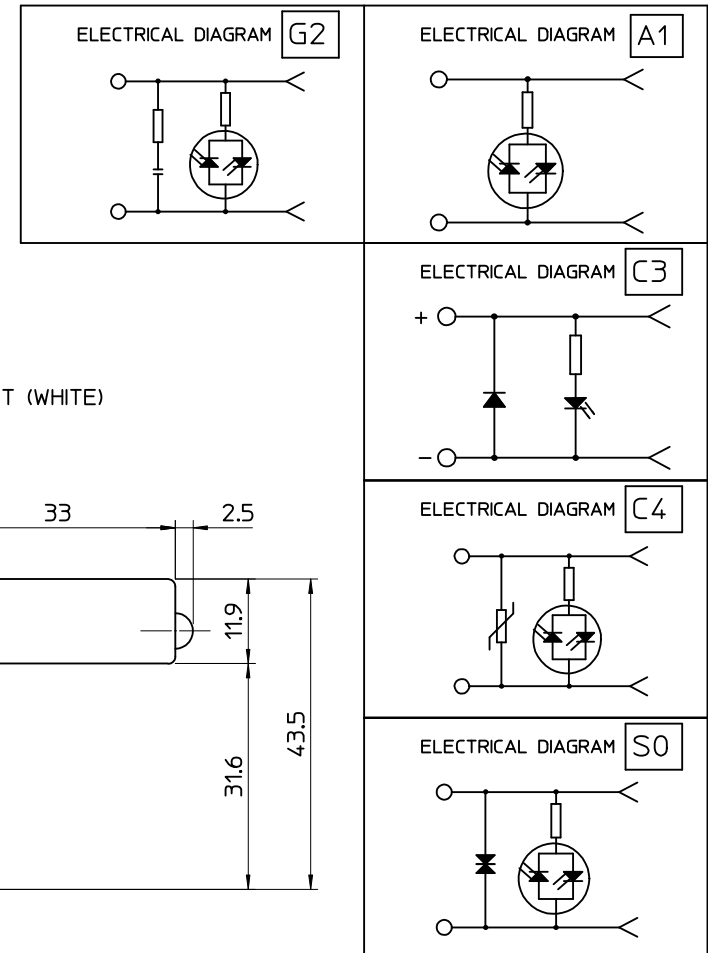 ELECTRICAL DIAGRAM G2
ELECTRICAL DIAGRAM A1
ELECTRICAL DIAGRAM C3
+
−
T (WHITE)
33
2.5
11.9
31.6
43.5
ELECTRICAL DIAGRAM C4
ELECTRICAL DIAGRAM S0